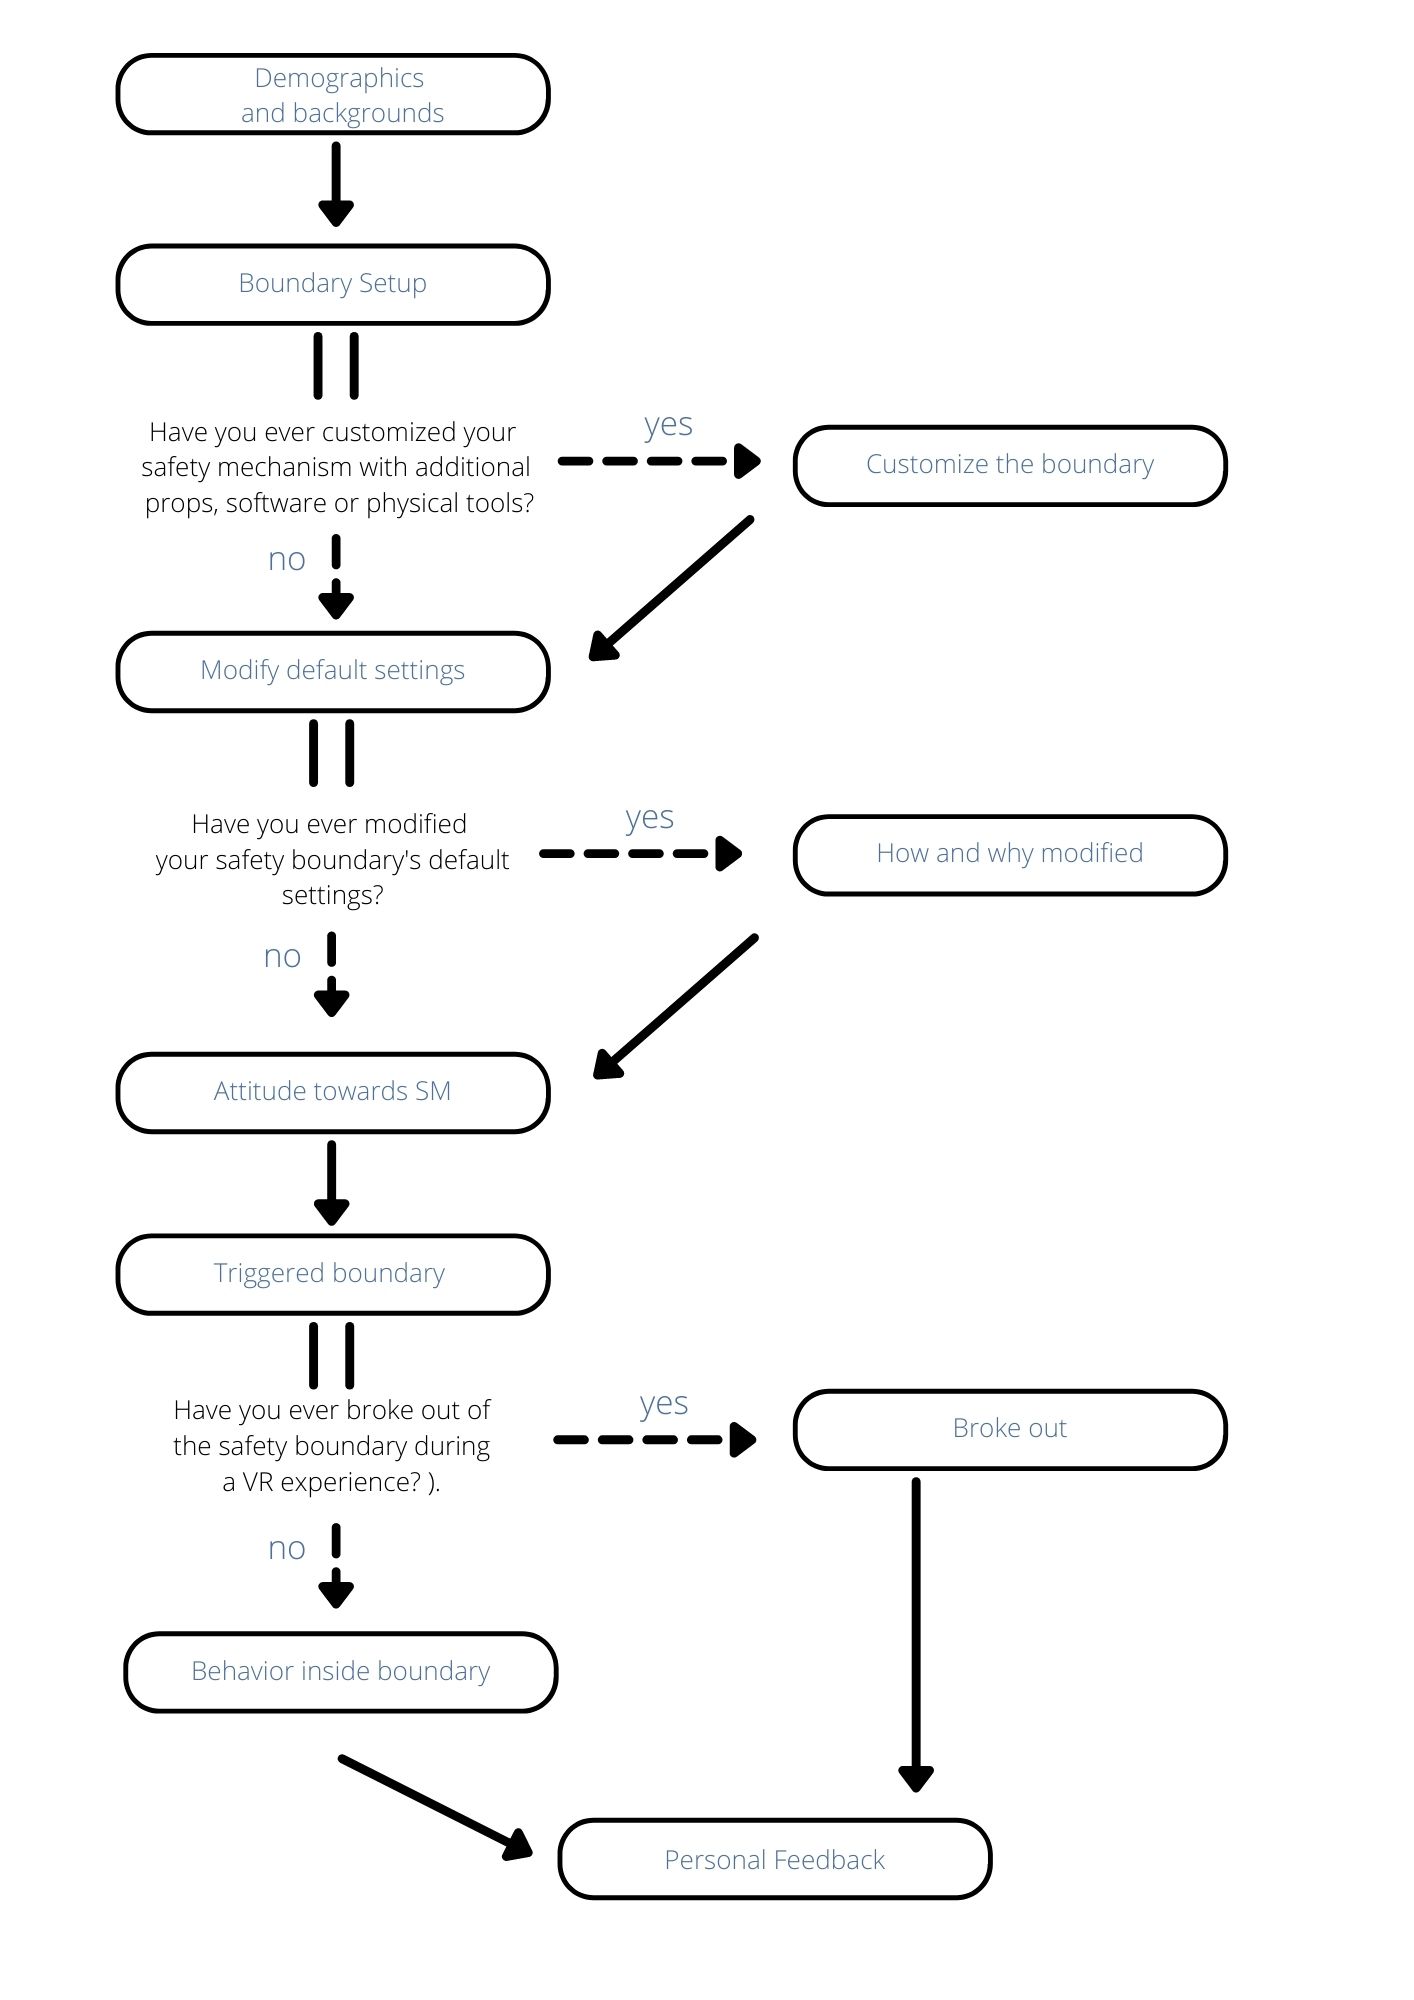 Demographics
and backgrounds
Boundary Setup
Have you ever customized your
safety mechanism with additional
props, software or physical tools?
yes
Customize the boundary
no
Modify default settings
Have you ever modified
your safety boundary's default
settings?
yes
How and why modified
no
Attitude towards SM
Triggered boundary
Have you ever broke out of
the safety boundary during
a VR experience? ).
yes
Broke out
no
Behavior inside boundary
Personal Feedback